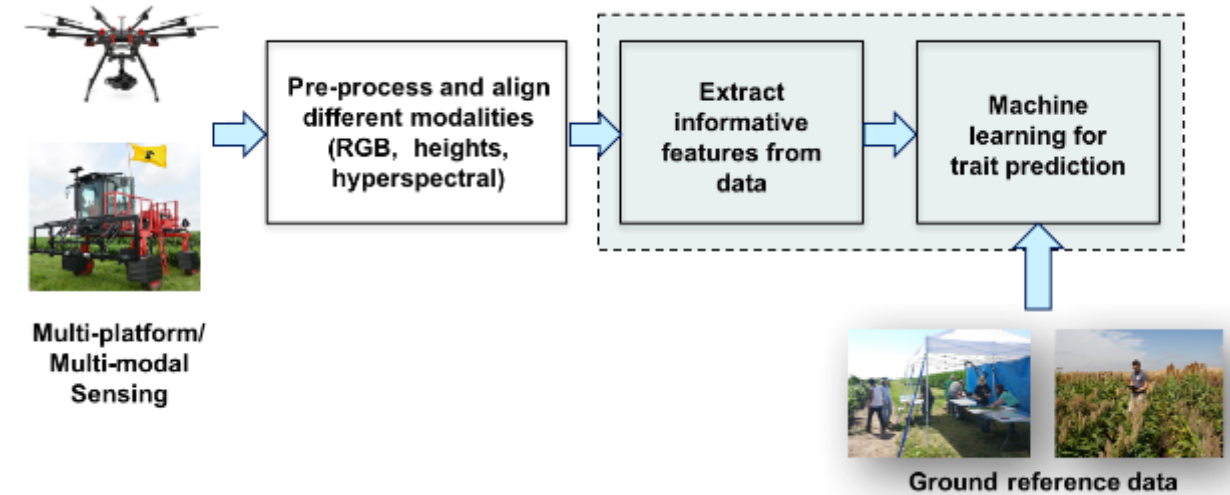 Pre-process and align
different modalities
(RGB, heights,
hyperspectral)
Extract
informative
features from
data
Machine
learning for
trait prediction
Multi-platform/
Multi-modal
Sensing
Ground reference data